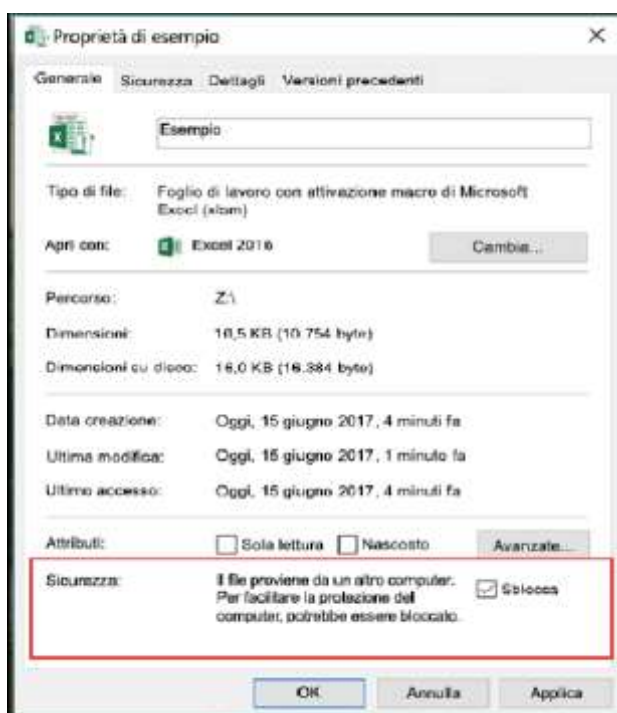 Proprietà di esempio
Generale Sicurezza Dettagli Versioni precedenti
Esempio
Tipo di file: Foglio di lavoro con attivazione macro di Microsoft
Excel (xlsm)
Apri con: Excel 2016 Cambia...
Percorso: Z:\
Dimensioni: 10,5 KB (10.754 byte)
Dimensioni su disco: 16,0 KB (16.384 byte)
Data creazione: Oggi, 15 giugno 2017, 4 minuti fa
Ultima modifica: Oggi, 15 giugno 2017, 1 minuto fa
Ultimo accesso: Oggi, 15 giugno 2017, 4 minuti fa
Attributi: Sola lettura Nascosto Avanzate...
Sicurezza: Il file proviene da un altro computer.
Per facilitare la protezione del
computer, potrebbe essere bloccato.
Sblocca
OK Annulla Applica